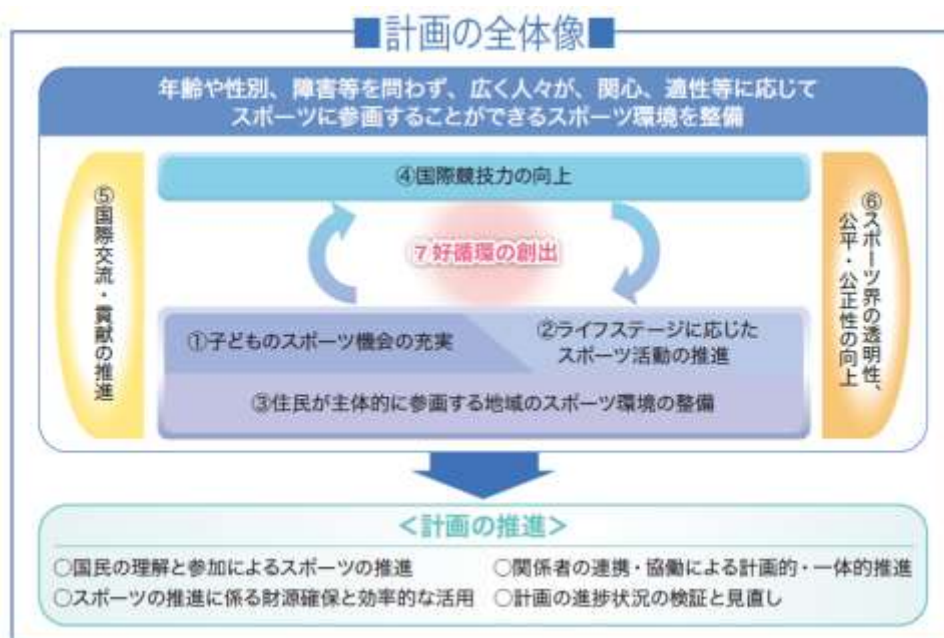 ■計画の全体像■
年齢や性別、障害等を問わず、広く人々が、関心、適性等に応じて
スポーツに参画することができるスポーツ環境を整備
⑤国際交流・貢献の推進
④国際競技力の向上
7好循環の創出
①子どものスポーツ機会の充実
②ライフステージに応じた
スポーツ活動の推進
③住民が主体的に参画する地域のスポーツ環境の整備
⑥スポーツ界の透明性、
公平・公正性の向上
<計画の推進>
○国民の理解と参加によるスポーツの推進
○関係者の連携・協働による計画的・一体的推進
○スポーツの推進に係る財源確保と効率的な活用
○計画の進捗状況の検証と見直し